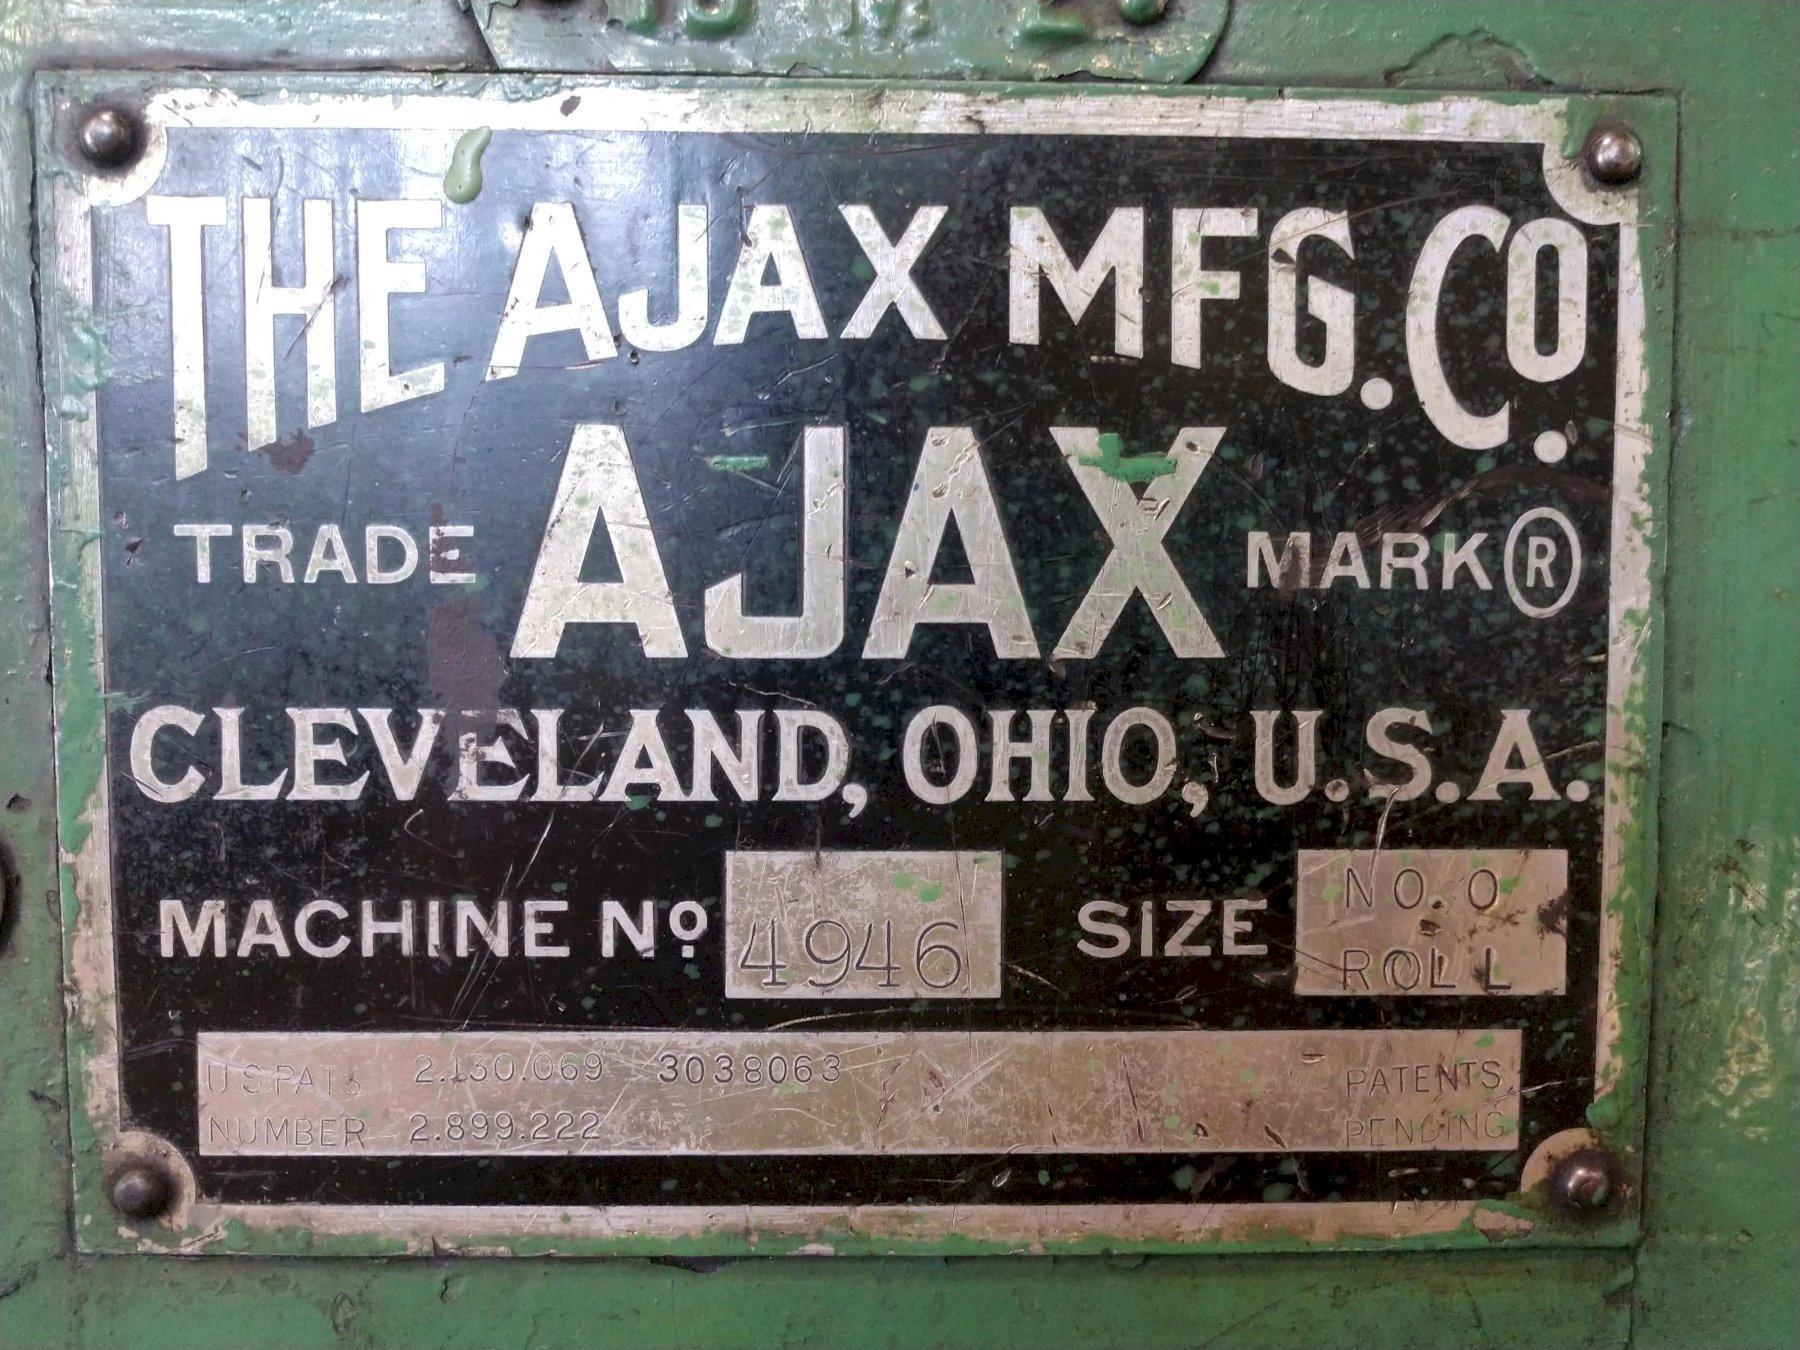 THE AJAX MFG. CO.
TRADE AJAX MARK ®
CLEVELAND, OHIO, U.S.A.
MACHINE Nº 4946 SIZE NO. 0 ROLL
U.S.PATS 2.130.069 3038063 PATENTS
NUMBER 2.899.222 PENDING